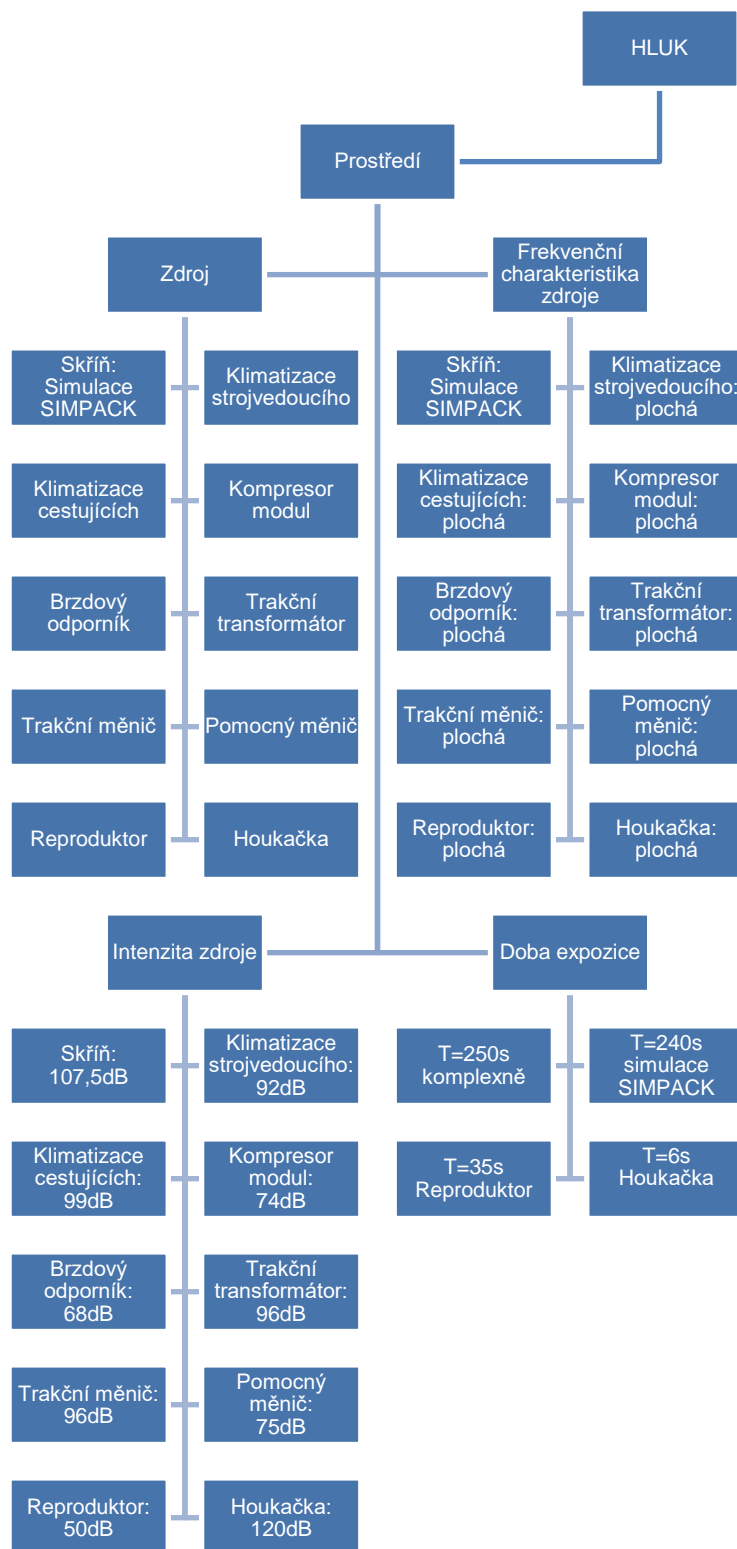 HLUK
Prostředí
Zdroj
Frekvenční
charakteristika
zdroje
Skříň:
Simulace
SIMPACK
Klimatizace
strojvedoucího
Klimatizace
cestujících
Kompresor
modul
Brzdový
odporník
Trakční
transformátor
Trakční měnič
Pomocný měnič
Reproduktor
Houkačka
Skříň:
Simulace
SIMPACK
Klimatizace
strojvedoucího:
plochá
Klimatizace
cestujících:
plochá
Kompresor
modul:
plochá
Brzdový
odporník:
plochá
Trakční
transformátor:
plochá
Trakční měnič:
plochá
Pomocný
měnič:
plochá
Reproduktor:
plochá
Houkačka:
plochá
Intenzita zdroje
Doba expozice
Skříň:
107,5dB
Klimatizace
strojvedoucího:
92dB
Klimatizace
cestujících:
99dB
Kompresor
modul:
74dB
Brzdový
odporník:
68dB
Trakční
transformátor:
96dB
Trakční měnič:
96dB
Pomocný
měnič:
75dB
Reproduktor:
50dB
Houkačka:
120dB
T=250s
komplexně
T=240s
simulace
SIMPACK
T=35s
Reproduktor
T=6s
Houkačka